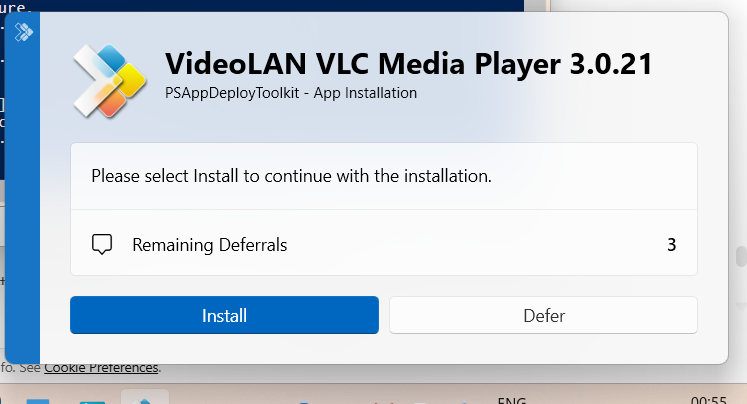 ure.
VideoLAN VLC Media Player 3.0.21
PSAppDeployToolkit - App Installation
Please select Install to continue with the installation.
Remaining Deferrals 3
Install Defer
fo. See Cookie Preferences.
ENG 00:55